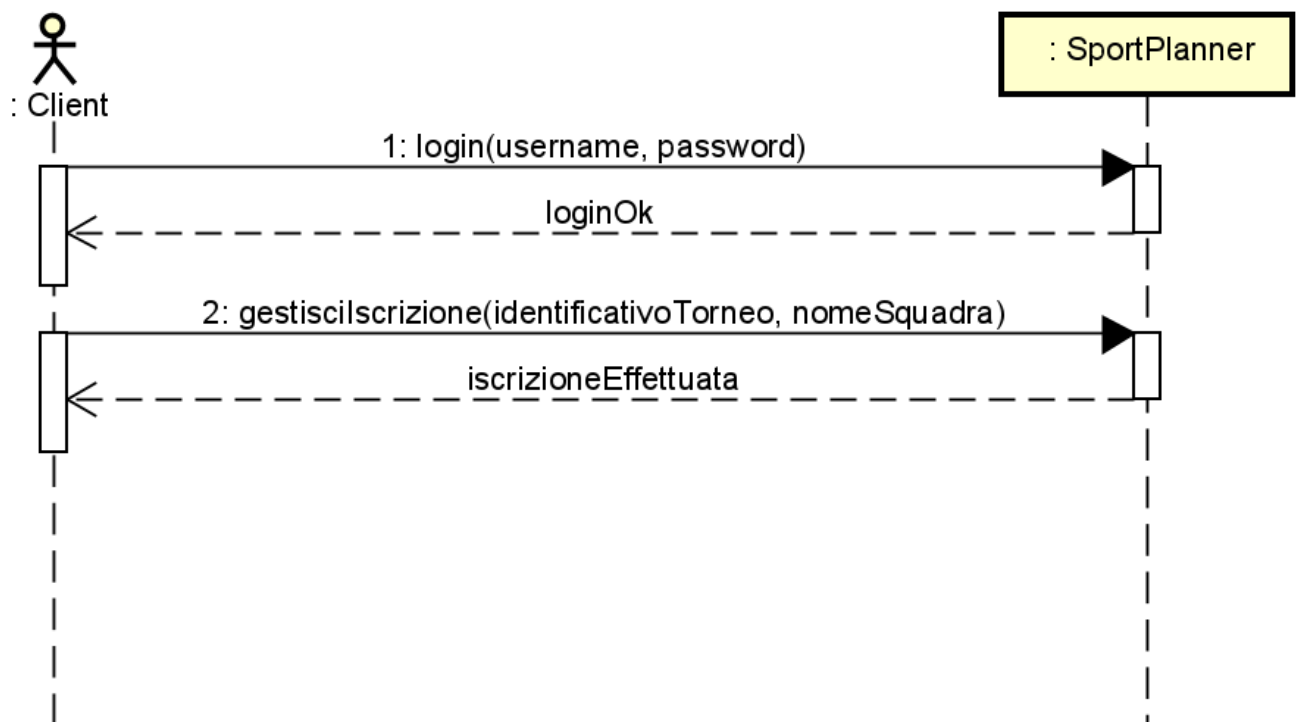 : SportPlanner
: Client
1: login(username, password)
loginOk
2: gestisciIscrizione(identificativoTorneo, nomeSquadra)
iscrizioneEffettuata